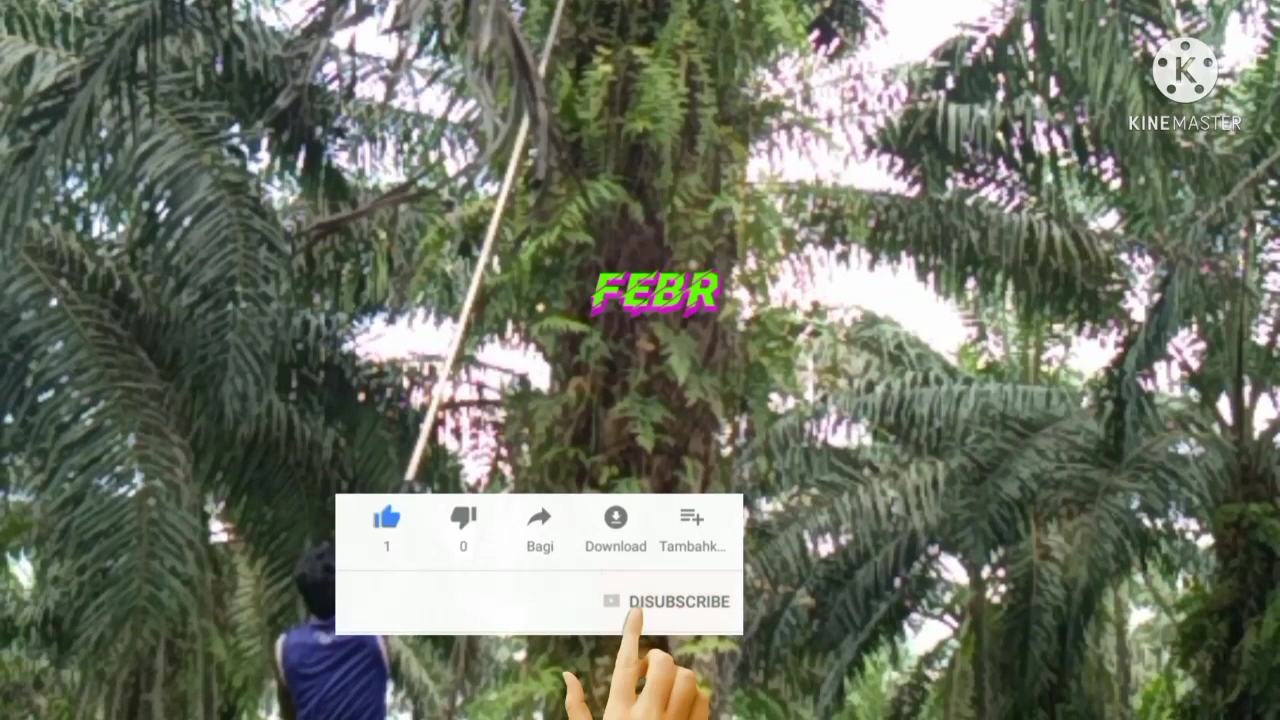 K
KINEMASTER
FEBR
1
0
Bagi
Download
Tambahk...
DISUBSCRIBE